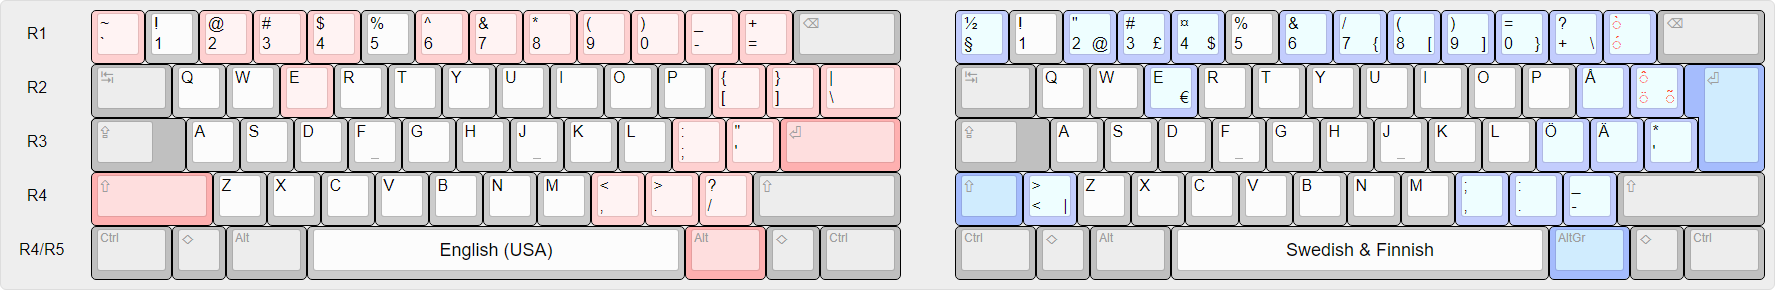 ~ ! @ # $ % ^ & * ( ) _ + ⌫ ½ ! " # ¤ % & / ( ) = ? ̀ ⌫
R1
` 1 2 3 4 5 6 7 8 9 0 - = § 1 2 @ 3 £ 4 $ 5 6 7 { 8 [ 9 ] 0 } + \ ́
↹ Q W E R T Y U I O P { } | ↹ Q W E R T Y U I O P Å ̂ ⏎
R2
[ ] \ € ̈ ̃
⇪ A S D F G H J K L : " ⏎ ⇪ A S D F G H J K L Ö Ä *
R3
_ _ ; ' _ _ '
⇧ Z X C V B N M < > ? ⇧ ⇧ > Z X C V B N M ; : _ ⇧
R4
, . / < | , . -
Ctrl ◇ Alt Alt ◇ Ctrl Ctrl ◇ Alt AltGr ◇ Ctrl
R4/R5 English (USA) Swedish & Finnish